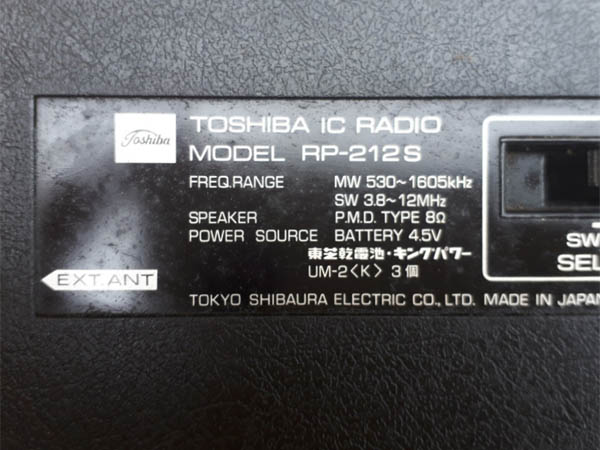 Toshiba
TOSHIBA IC RADIO
MODEL RP-212S
FREQ.RANGE MW 530~1605kHz
SW 3.8~12MHz
SPEAKER P.M.D. TYPE 8Ω
POWER SOURCE BATTERY 4.5V
東芝乾電池・キングパワー
UM-2〈K〉3個
EXT.ANT
TOKYO SHIBAURA ELECTRIC CO., LTD. MADE IN JAPAN
SW
SEL